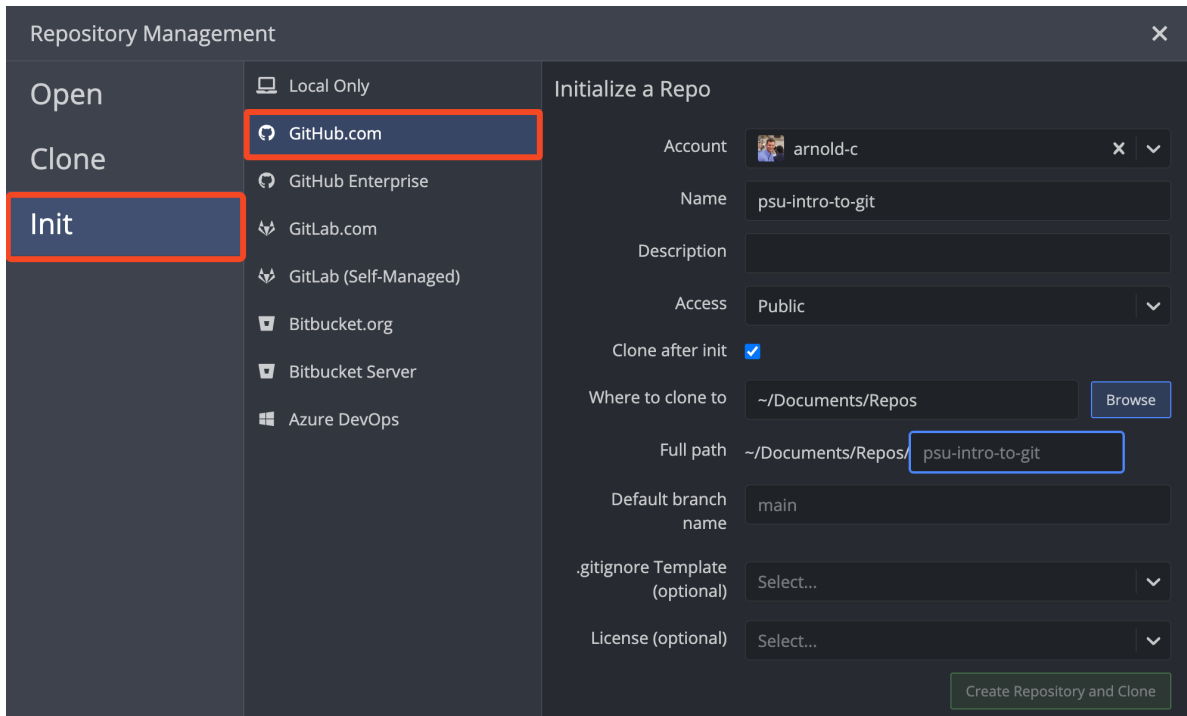 Repository Management
Open
Clone
Init
Local Only
GitHub.com
GitHub Enterprise
GitLab.com
GitLab (Self-Managed)
Bitbucket.org
Bitbucket Server
Azure DevOps
Initialize a Repo
Account
arnold-c
Name
psu-intro-to-git
Description
Access
Public
Clone after init
Where to clone to
~/Documents/Repos
Browse
Full path
~/Documents/Repos/
psu-intro-to-git
Default branch
name
main
.gitignore Template
(optional)
Select...
License (optional)
Select...
Create Repository and Clone